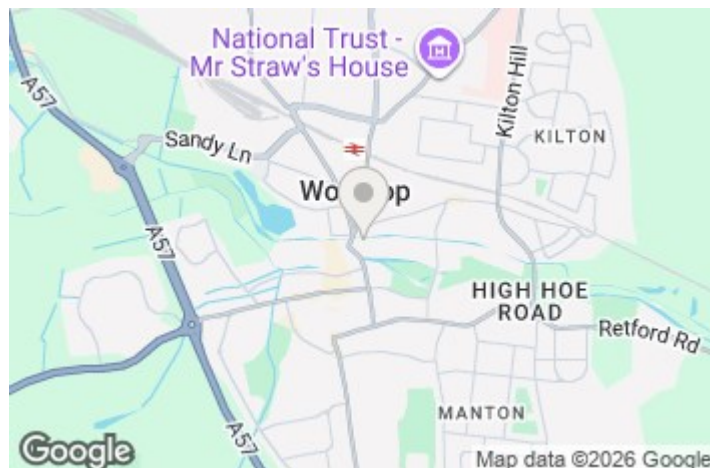 National Trust -
Mr Straw's House
A57
Sandy Ln
Kilton Hill
KILTON
A57
HIGH HOE
ROAD
Retford Rd
MANTON
A57
Google
Map data ©2026 Google